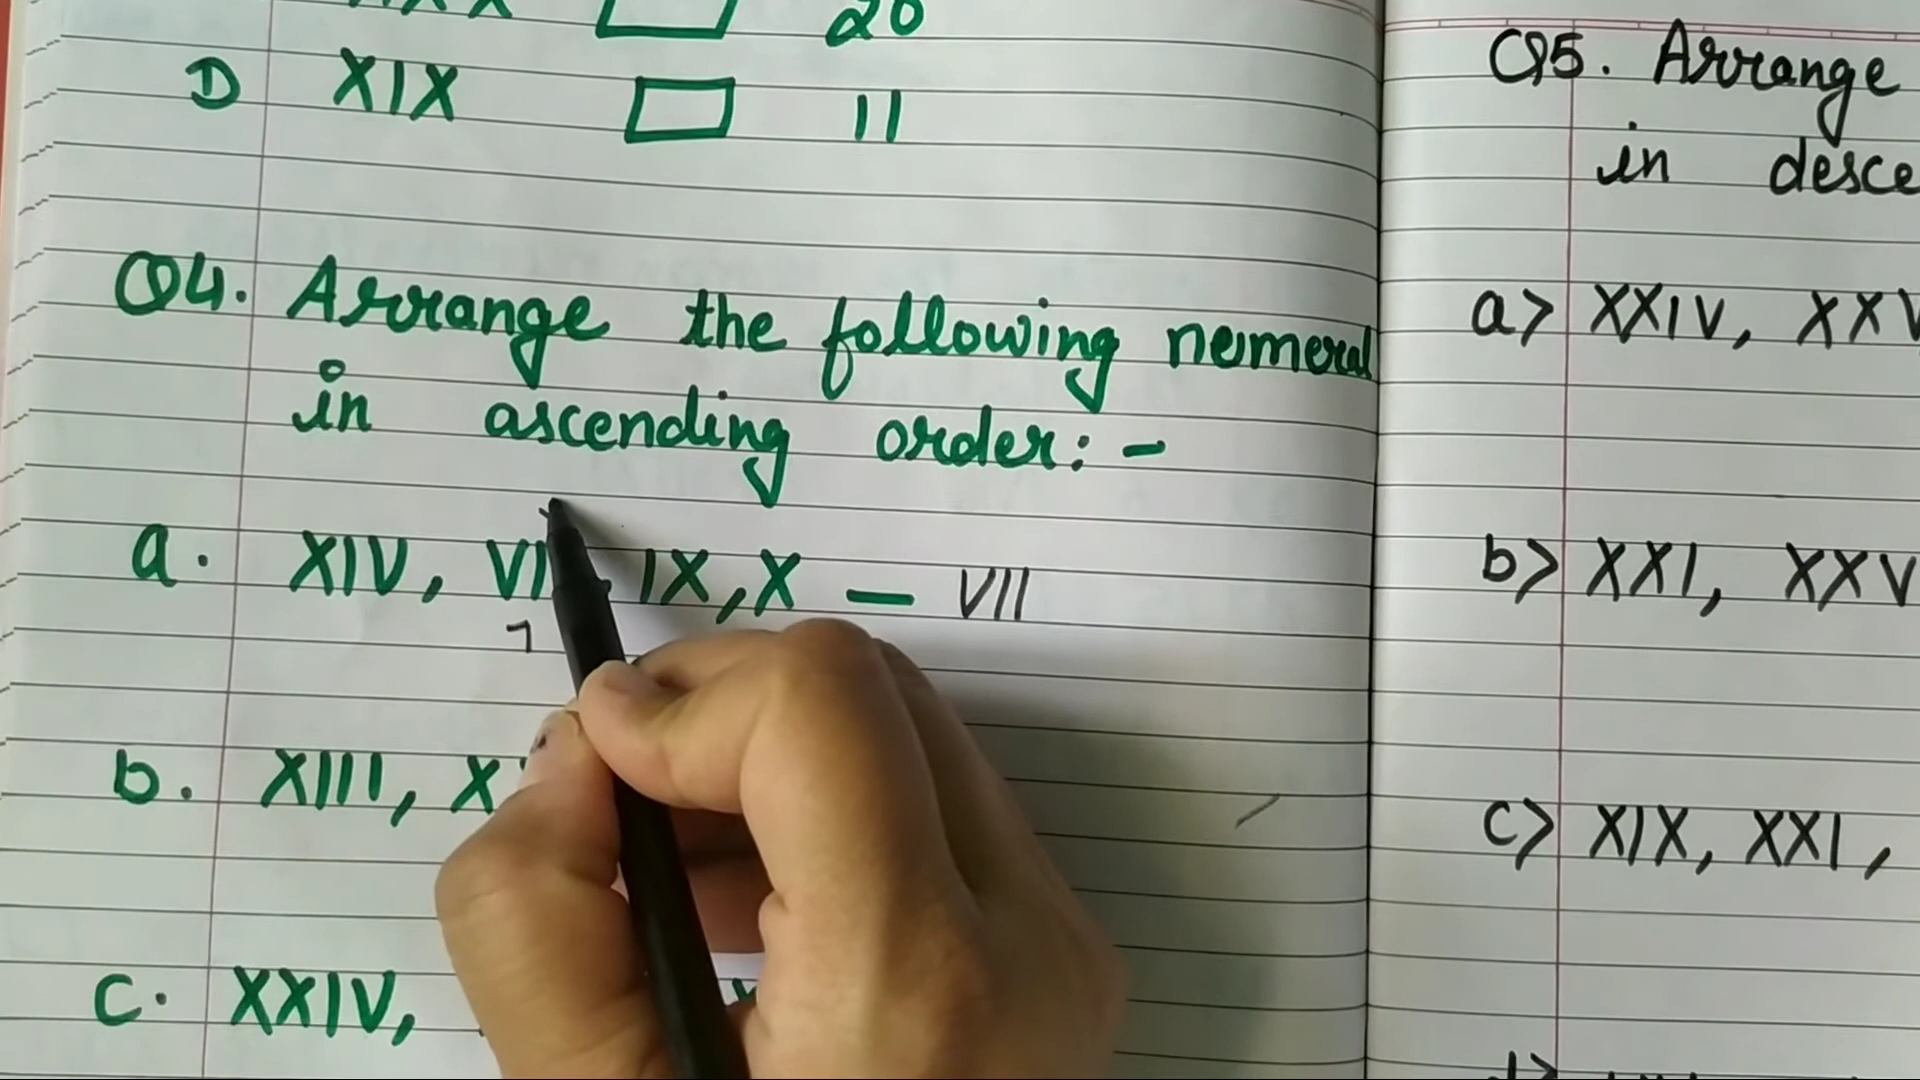 20
D XIX 11
Q4. Arrange the following nemeral
in ascending order:-
a. XIV, VI IX, X — VII
7
b. XIII, X
c. XXIV,
Q5. Arrange
in desce
a> XXIV, XXV
b> XXI, XXV
c> XIX, XXI,
d>